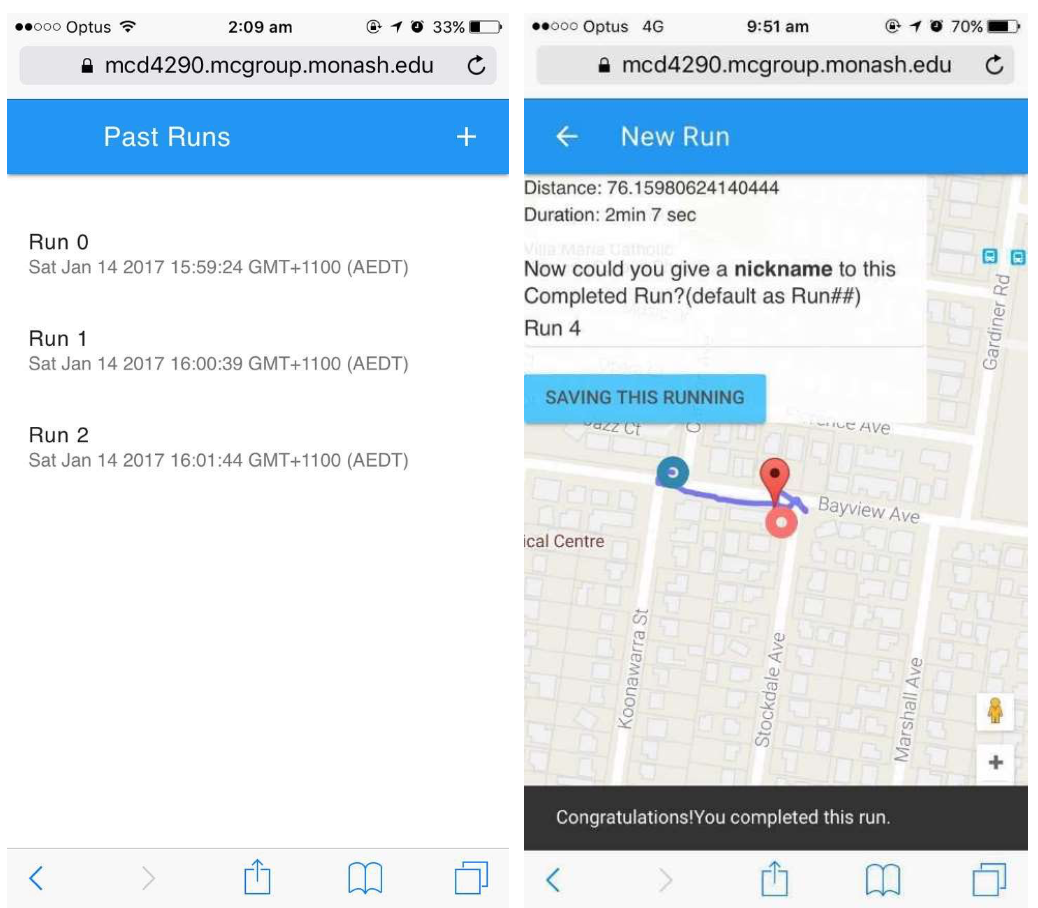 Optus 2:09 am 33%
mcd4290.mcgroup.monash.edu
Past Runs +
Run 0
Sat Jan 14 2017 15:59:24 GMT+1100 (AEDT)
Run 1
Sat Jan 14 2017 16:00:39 GMT+1100 (AEDT)
Run 2
Sat Jan 14 2017 16:01:44 GMT+1100 (AEDT)
Optus 4G 9:51 am 70%
mcd4290.mcgroup.monash.edu
New Run
Distance: 76.15980624140444
Duration: 2min 7 sec
Villa Maria Catholic
Now could you give a nickname to this
Completed Run?(default as Run##)
Run 4
SAVING THIS RUNNING
Gardiner Rd
Jazz Ct
Ave
Bayview Ave
ical Centre
Koonawarra St
Stockdale Ave
Marshall Ave
+
Congratulations!You completed this run.